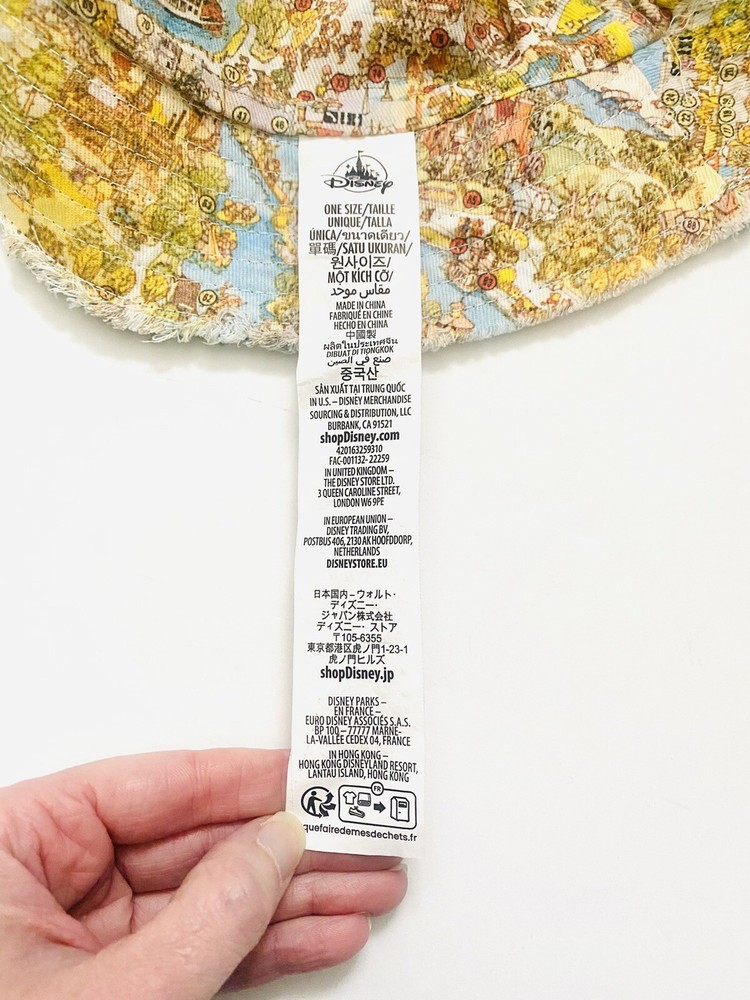 Disney
ONE SIZE/TAILLE
UNIQUE/TALLA
ÚNICA/ขนาดเดียว/
單碼/SATU UKURAN/
원사이즈/
MỘT KÍCH CỠ/
مقاس موحد
MADE IN CHINA
FABRIQUÉ EN CHINE
HECHO EN CHINA
中國製
ผลิตในประเทศจีน
DIBUAT DI TIONGKOK
صنع في الصين
중국산
SẢN XUẤT TẠI TRUNG QUỐC
IN U.S. – DISNEY MERCHANDISE
SOURCING & DISTRIBUTION, LLC
BURBANK, CA 91521
shopDisney.com
420163259310
FAC-001132- 22259
IN UNITED KINGDOM –
THE DISNEY STORE LTD.
3 QUEEN CAROLINE STREET,
LONDON W6 9PE
IN EUROPEAN UNION –
DISNEY TRADING BV,
POSTBUS 406, 2130 AK HOOFDDORP,
NETHERLANDS
DISNEYSTORE.EU
日本国内–ウォルト・
ディズニー・
ジャパン株式会社
ディズニー・ストア
〒105-6355
東京都港区虎ノ門1-23-1
虎ノ門ヒルズ
shopDisney.jp
DISNEY PARKS –
EN FRANCE –
EURO DISNEY ASSOCIÉS S.A.S.
BP 100 – 77777 MARNE-
LA-VALLÉE CEDEX 04, FRANCE
IN HONG KONG –
HONG KONG DISNEYLAND RESORT,
LANTAU ISLAND, HONG KONG
FR
quefairedemesdechets.fr